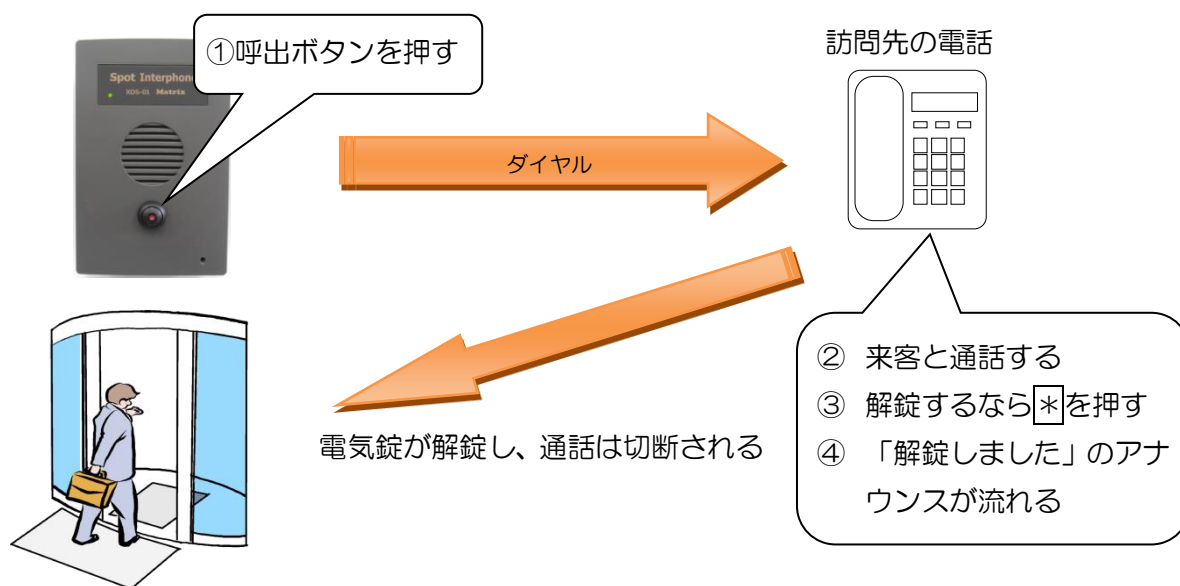 ①呼出ボタンを押す
訪問先の電話
Spot Interphone
XDS-01 Matrix
ダイヤル
② 来客と通話する
③ 解錠するなら*を押す
④ 「解錠しました」のアナ
ウンスが流れる
電気錠が解錠し、通話は切断される